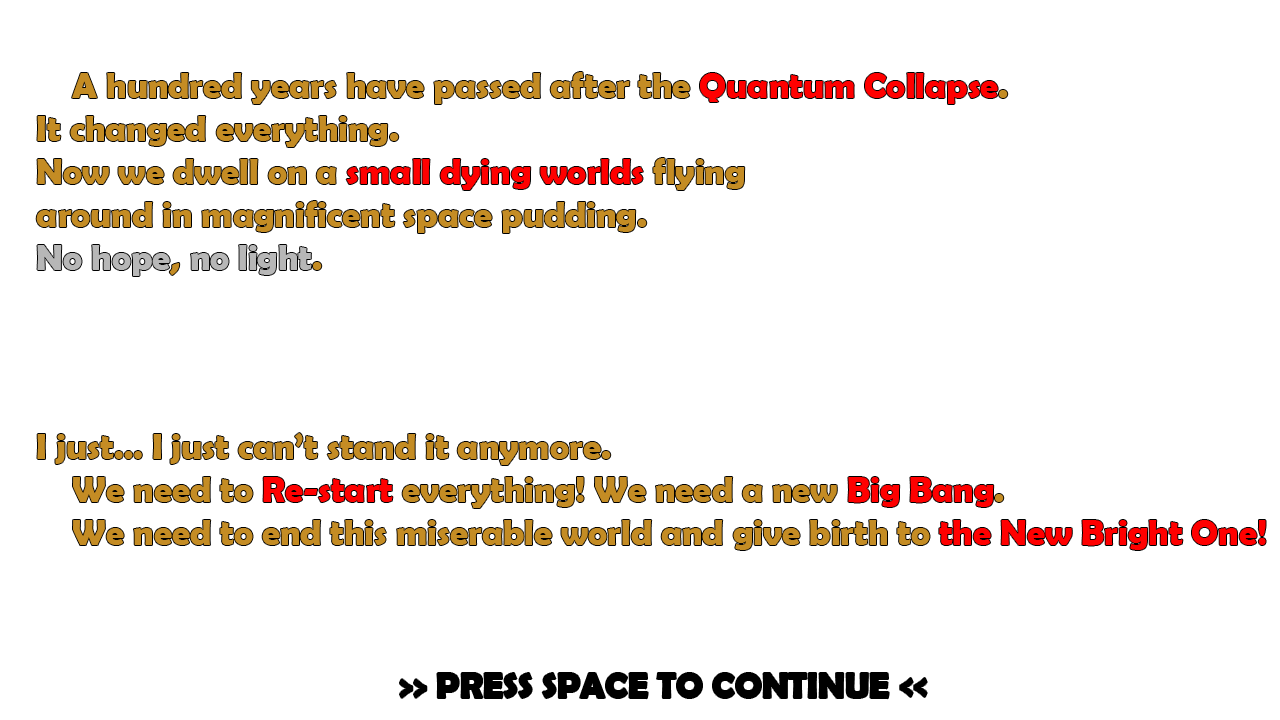 A hundred years have passed after the Quantum Collapse.
It changed everything.
Now we dwell on a small dying worlds flying
around in magnificent space pudding.
No hope, no light.
I just... I just can’t stand it anymore.
We need to Re-start everything! We need a new Big Bang.
We need to end this miserable world and give birth to the New Bright One!
>> PRESS SPACE TO CONTINUE <<